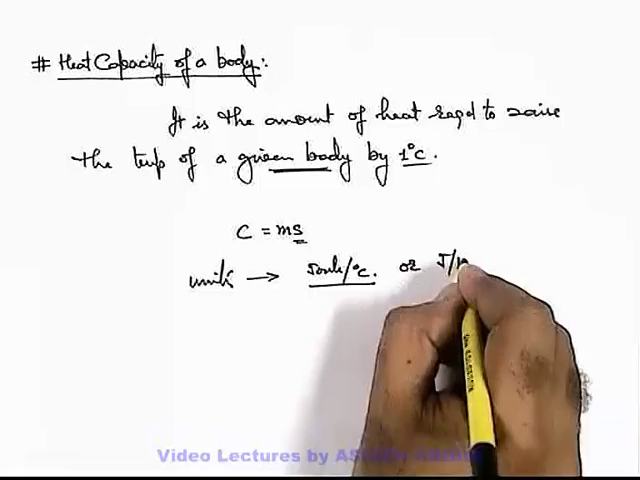 # Heat Capacity of a body:
It is the amount of heat reqd to raise
the temp of a given body by 1°C.
C = ms
units → Joule/°C. or J/
Video Lectures by